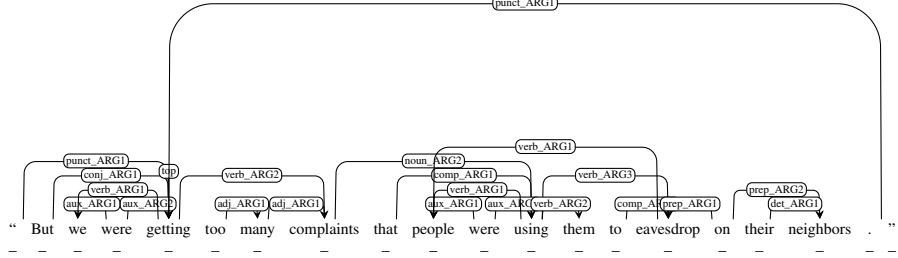 punct_ARG1
verb_ARG1
punct_ARG1 noun_ARG2
conj_ARG1 top verb_ARG2 comp_ARG1 verb_ARG3
verb_ARG1 verb_ARG1 prep_ARG2
aux_ARG1 aux_ARG2 adj_ARG1 adj_ARG1 aux_ARG1 verb_ARG2 prep_ARG1 det_ARG1
“ But we were getting too many complaints that people were using them to eavesdrop on their neighbors . ”
_ _ _ _ _ _ _ _ _ _ _ _ _ _ _ _ _ _ _ _